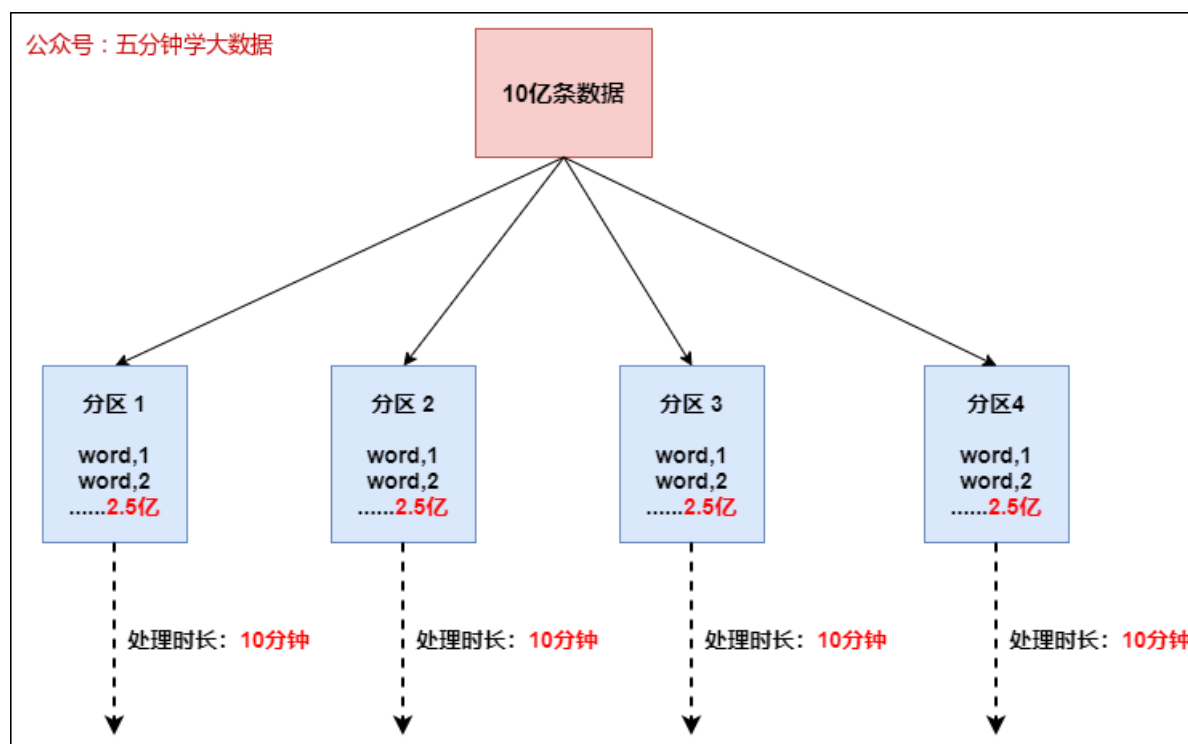 公众号：五分钟学大数据
10亿条数据
分区 1
word,1
word,2
......2.5亿
分区 2
word,1
word,2
......2.5亿
分区 3
word,1
word,2
......2.5亿
分区4
word,1
word,2
......2.5亿
处理时长：10分钟
处理时长：10分钟
处理时长：10分钟
处理时长：10分钟